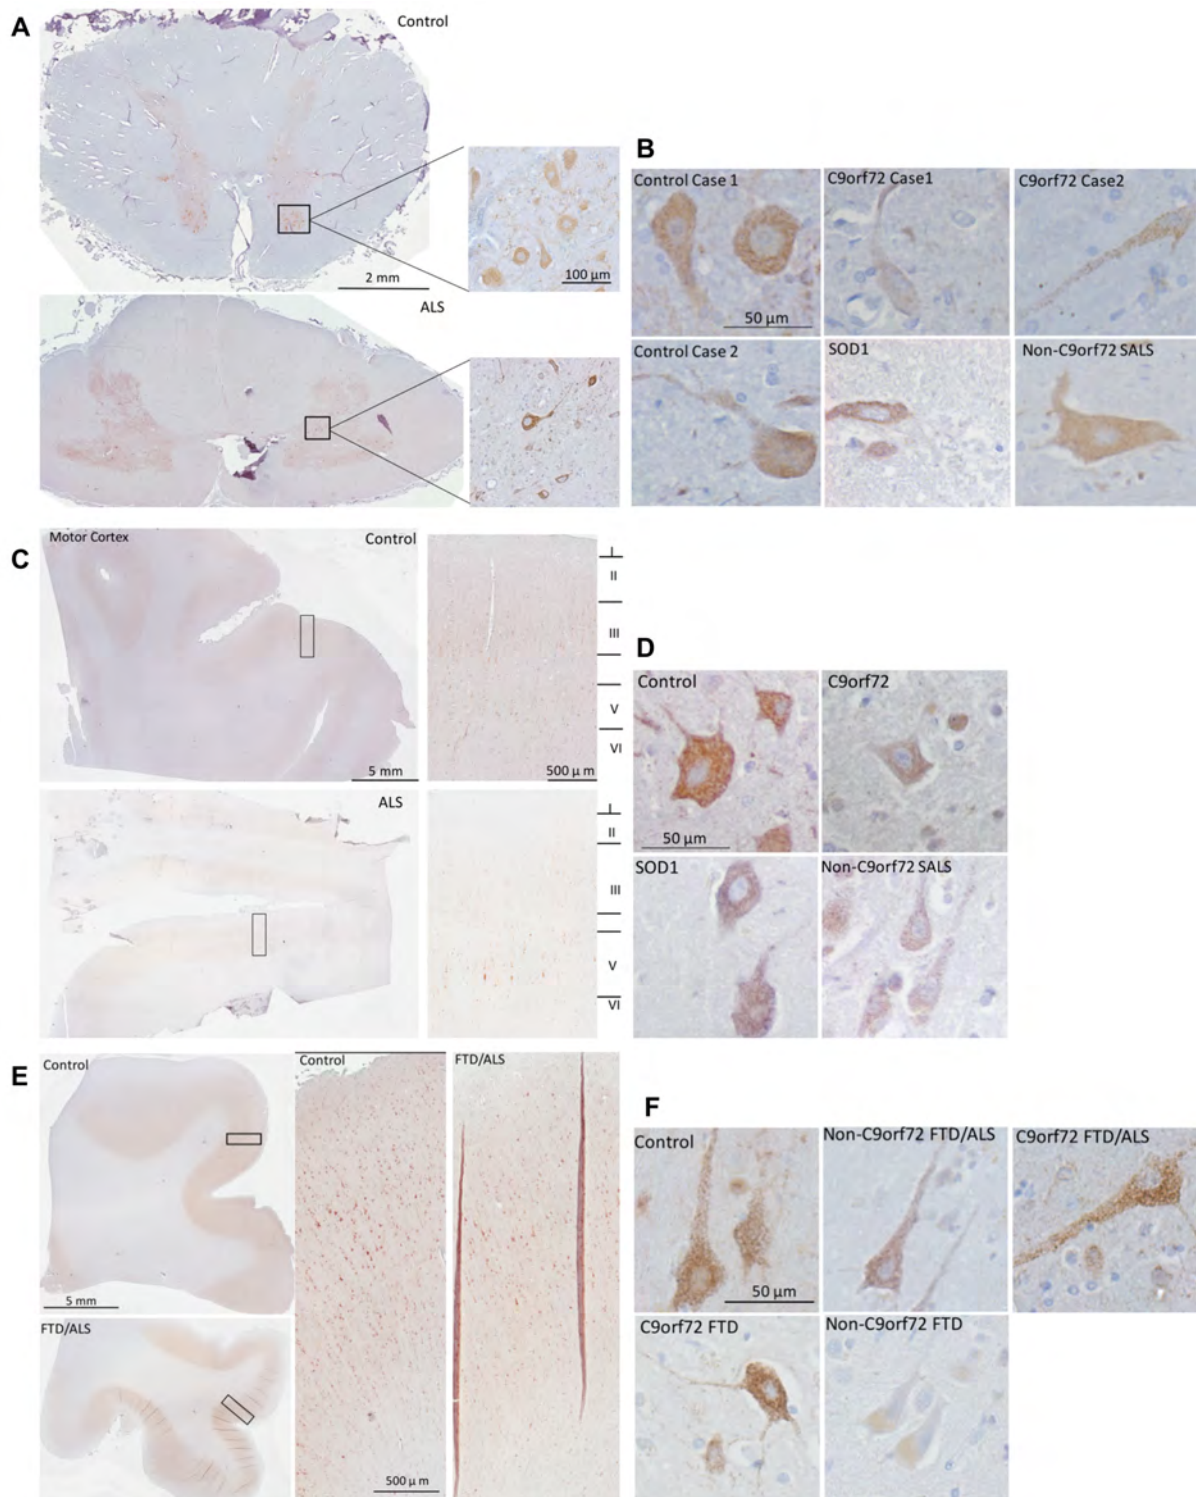 A
Control
2 mm
100 µm
ALS
B
Control Case 1
C9orf72 Case1
C9orf72 Case2
50 µm
Control Case 2
SOD1
Non-C9orf72 SALS
C
Motor Cortex
Control
5 mm
I
II
III
V
VI
500 µ m
ALS
I
II
III
V
VI
D
Control
C9orf72
50 µm
SOD1
Non-C9orf72 SALS
E
Control
5 mm
FTD/ALS
Control
FTD/ALS
500 µ m
F
Control
Non-C9orf72 FTD/ALS
C9orf72 FTD/ALS
50 µm
C9orf72 FTD
Non-C9orf72 FTD